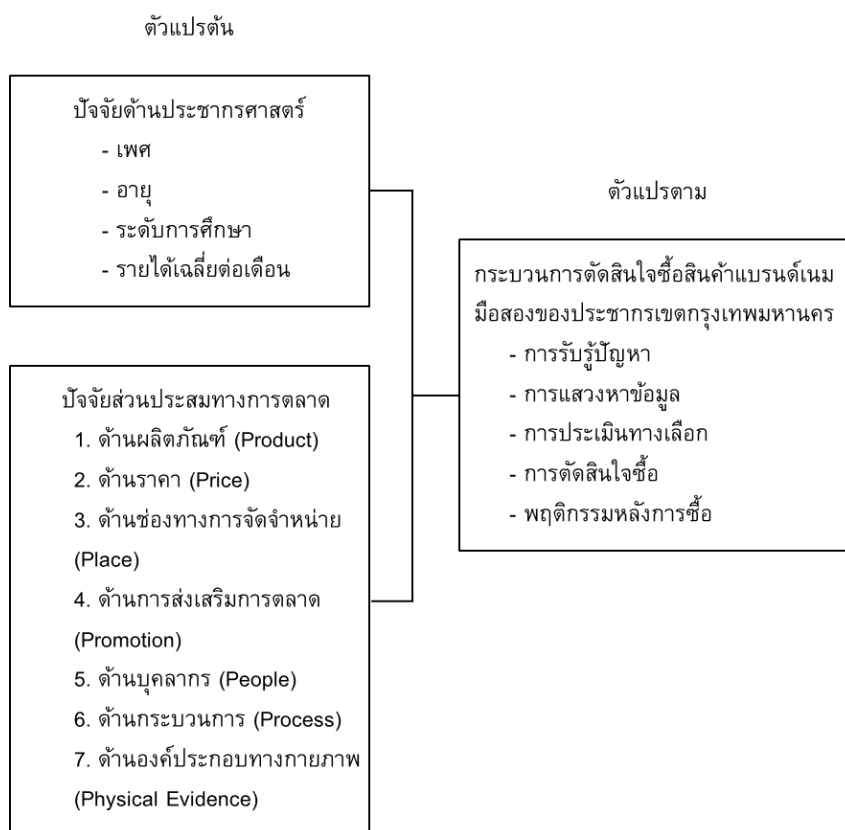 ตัวแปรต้น
ปัจจัยด้านประชากรศาสตร์
- เพศ
- อายุ
- ระดับการศึกษา
- รายได้เฉลี่ยต่อเดือน
ปัจจัยส่วนประสมทางการตลาด
1. ด้านผลิตภัณฑ์ (Product)
2. ด้านราคา (Price)
3. ด้านช่องทางการจัดจำหน่าย
(Place)
4. ด้านการส่งเสริมการตลาด
(Promotion)
5. ด้านบุคลากร (People)
6. ด้านกระบวนการ (Process)
7. ด้านองค์ประกอบทางกายภาพ
(Physical Evidence)
ตัวแปรตาม
กระบวนการตัดสินใจซื้อสินค้าแบรนด์เนม
มือสองของประชากรเขตกรุงเทพมหานคร
- การรับรู้ปัญหา
- การแสวงหาข้อมูล
- การประเมินทางเลือก
- การตัดสินใจซื้อ
- พฤติกรรมหลังการซื้อ